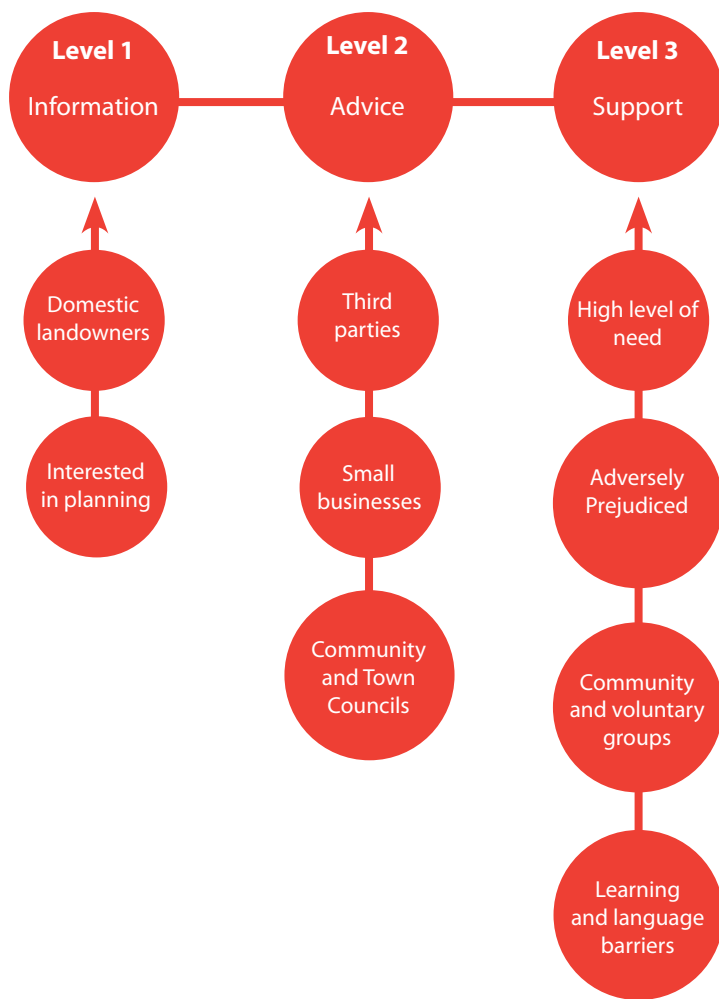 Level 1
Information
Level 2
Advice
Level 3
Support
Domestic
landowners
Interested
in planning
Third
parties
Small
businesses
Community
and Town
Councils
High level of
need
Adversely
Prejudiced
Community
and voluntary
groups
Learning
and language
barriers